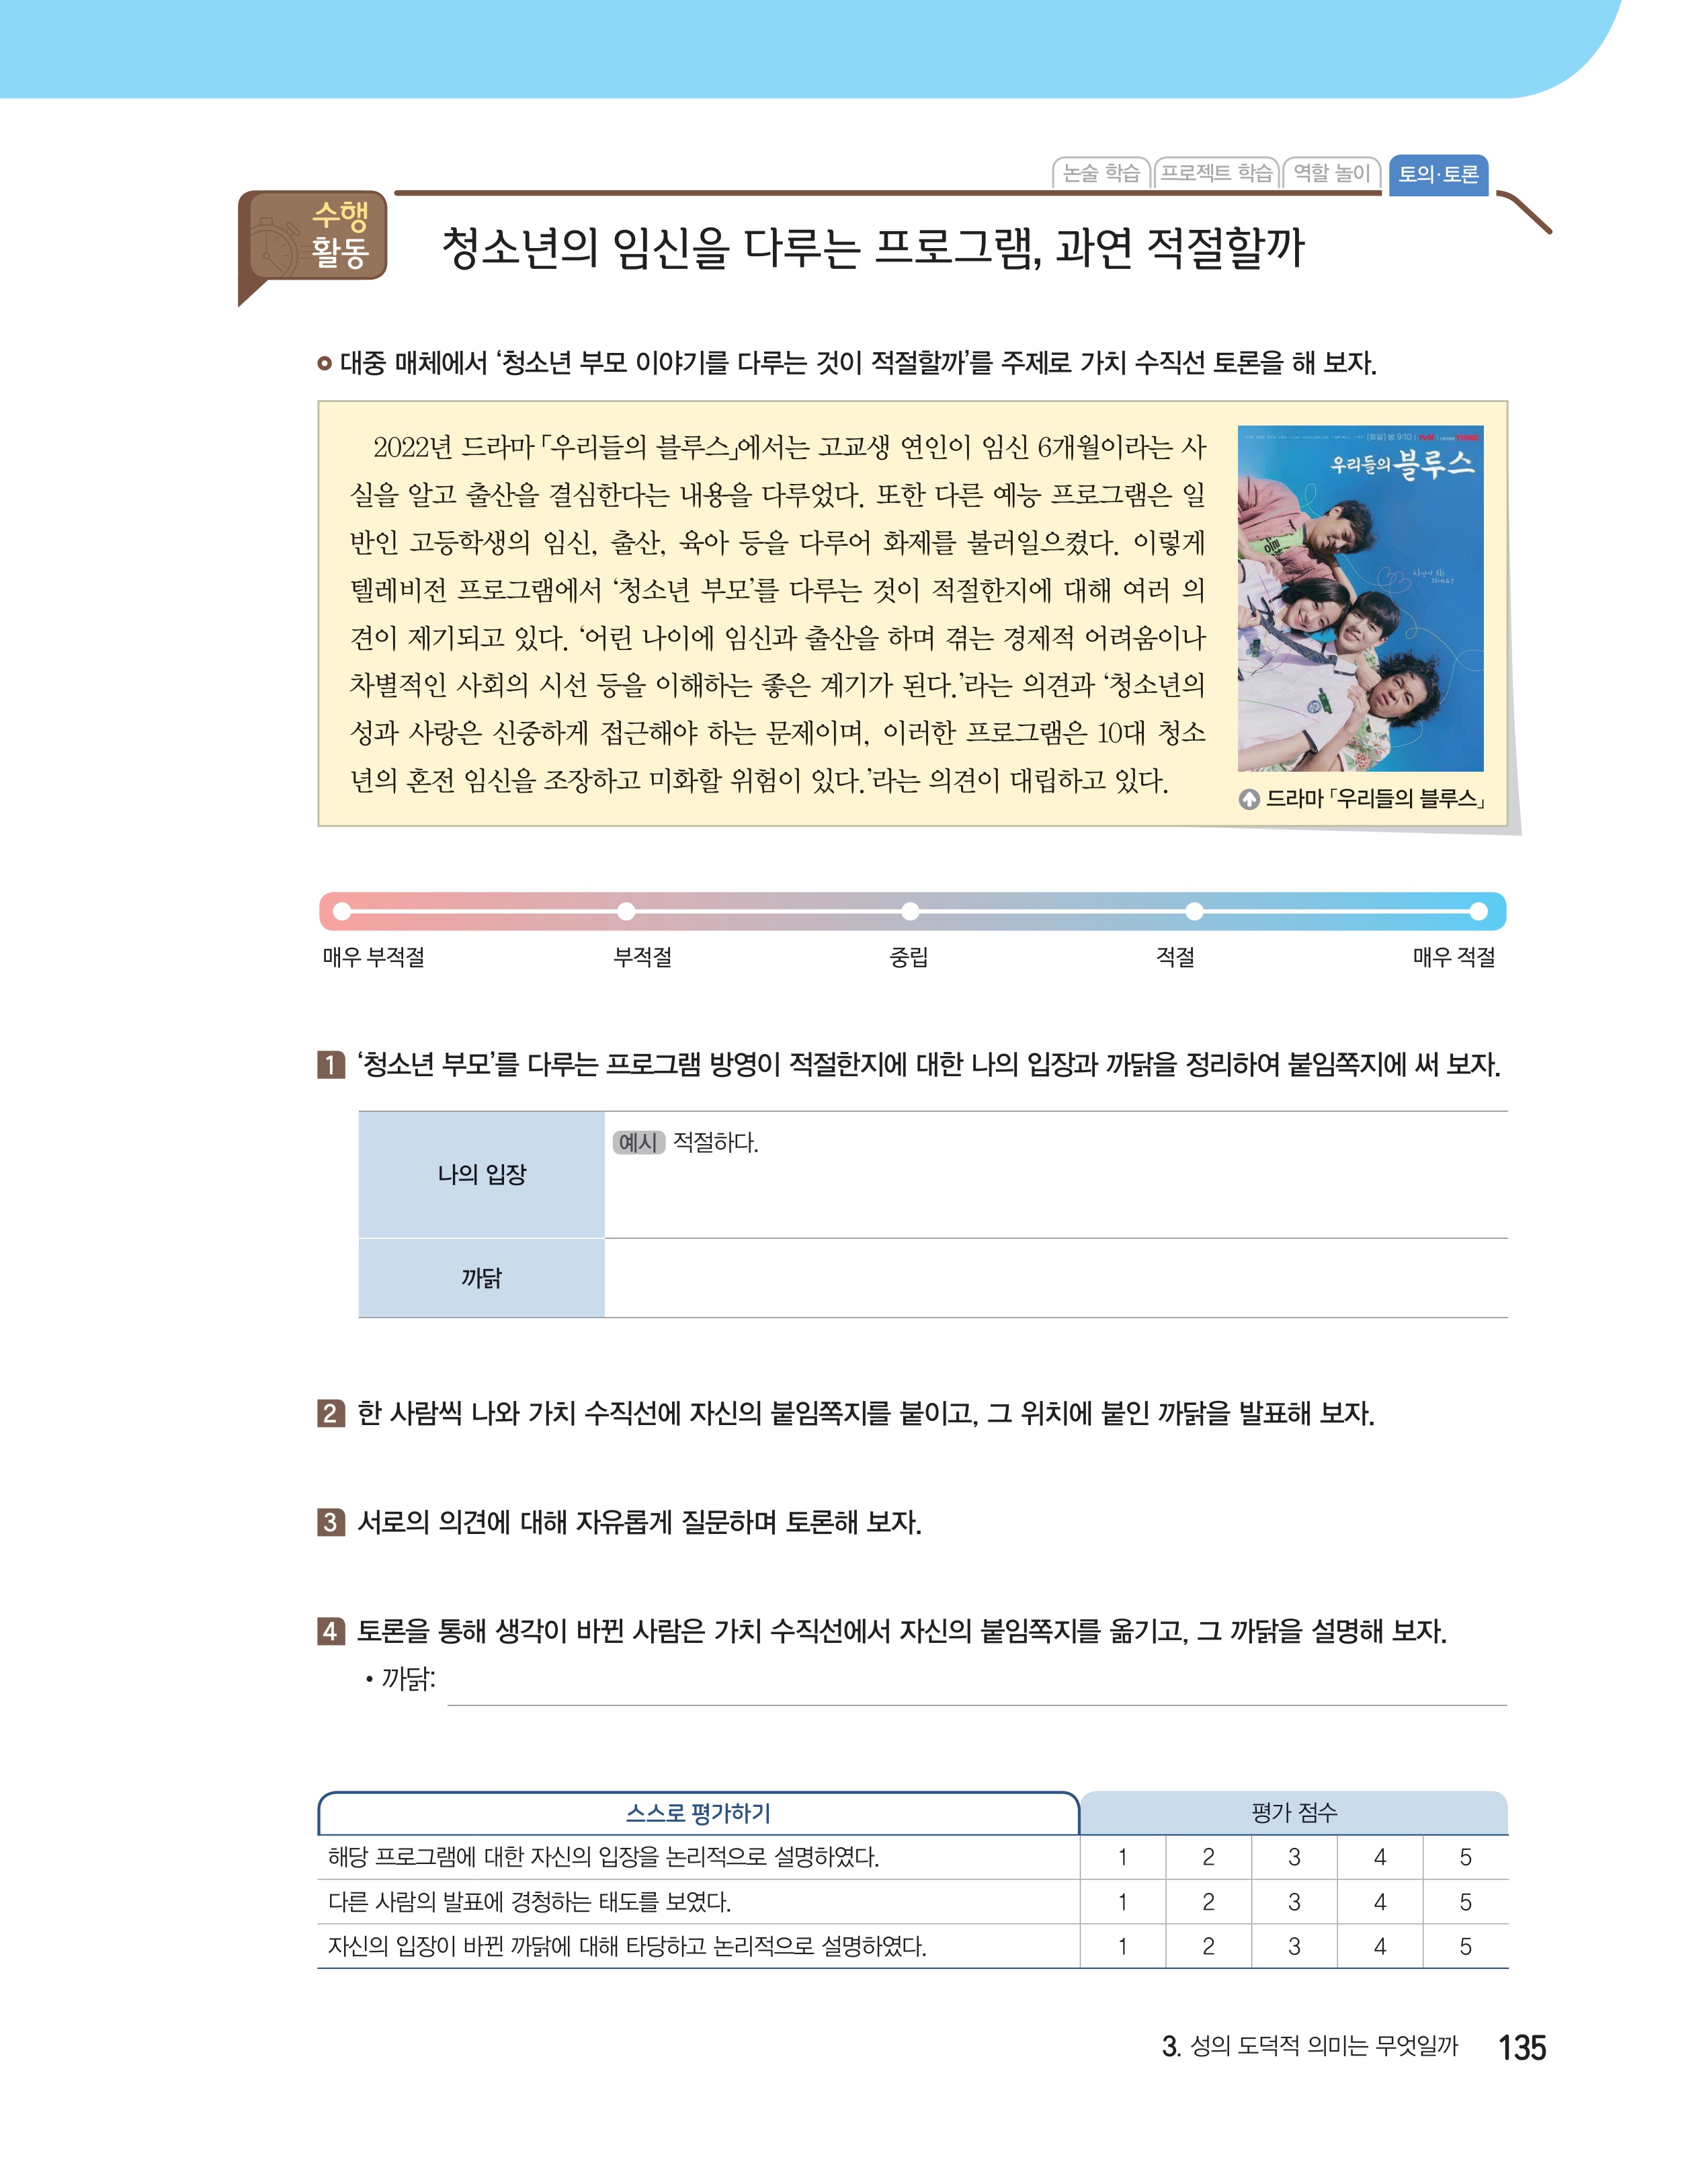 논술 학습
프로젝트 학습
역할 놀이
토의·토론
수행
활동
청소년의 임신을 다루는 프로그램, 과연 적절할까
대중 매체에서 ‘청소년 부모 이야기를 다루는 것이 적절할까’를 주제로 가치 수직선 토론을 해 보자.
2022년 드라마 「우리들의 블루스」에서는 고교생 연인이 임신 6개월이라는 사
실을 알고 출산을 결심한다는 내용을 다루었다. 또한 다른 예능 프로그램은 일
반인 고등학생의 임신, 출산, 육아 등을 다루어 화제를 불러일으켰다. 이렇게
텔레비전 프로그램에서 ‘청소년 부모’를 다루는 것이 적절한지에 대해 여러 의
견이 제기되고 있다. ‘어린 나이에 임신과 출산을 하며 겪는 경제적 어려움이나
차별적인 사회의 시선 등을 이해하는 좋은 계기가 된다.’라는 의견과 ‘청소년의
성과 사랑은 신중하게 접근해야 하는 문제이며, 이러한 프로그램은 10대 청소
년의 혼전 임신을 조장하고 미화할 위험이 있다.’라는 의견이 대립하고 있다.
[토일] 밤 9:10 tvN
우리들의 블루스
드라마 「우리들의 블루스」
매우 부적절
부적절
중립
적절
매우 적절
1 ‘청소년 부모’를 다루는 프로그램 방영이 적절한지에 대한 나의 입장과 까닭을 정리하여 붙임쪽지에 써 보자.
나의 입장
예시 적절하다.
까닭
2 한 사람씩 나와 가치 수직선에 자신의 붙임쪽지를 붙이고, 그 위치에 붙인 까닭을 발표해 보자.
3 서로의 의견에 대해 자유롭게 질문하며 토론해 보자.
4 토론을 통해 생각이 바뀐 사람은 가치 수직선에서 자신의 붙임쪽지를 옮기고, 그 까닭을 설명해 보자.
• 까닭:
스스로 평가하기 평가 점수
해당 프로그램에 대한 자신의 입장을 논리적으로 설명하였다. 1 2 3 4 5
다른 사람의 발표에 경청하는 태도를 보였다. 1 2 3 4 5
자신의 입장이 바뀐 까닭에 대해 타당하고 논리적으로 설명하였다. 1 2 3 4 5
3. 성의 도덕적 의미는 무엇일까 135